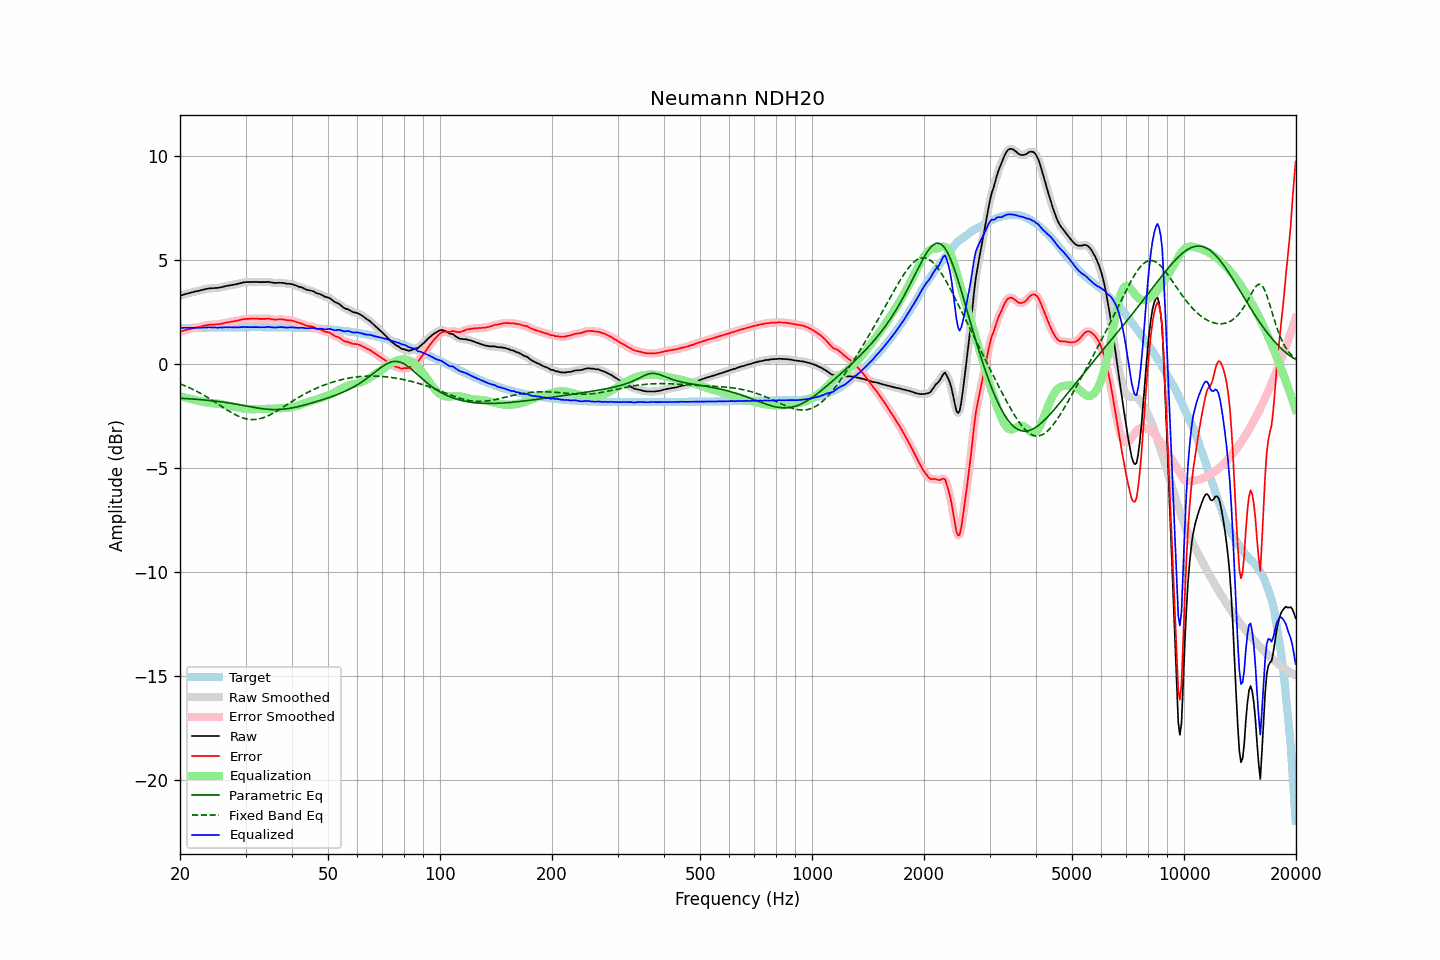 Neumann NDH20
Amplitude (dBr)
10
5
0
−5
−10
−15
−20
Target
Raw Smoothed
Error Smoothed
Raw
Error
Equalization
Parametric Eq
Fixed Band Eq
Equalized
20 50 100 200 500 1000 2000 5000 10000 20000
Frequency (Hz)